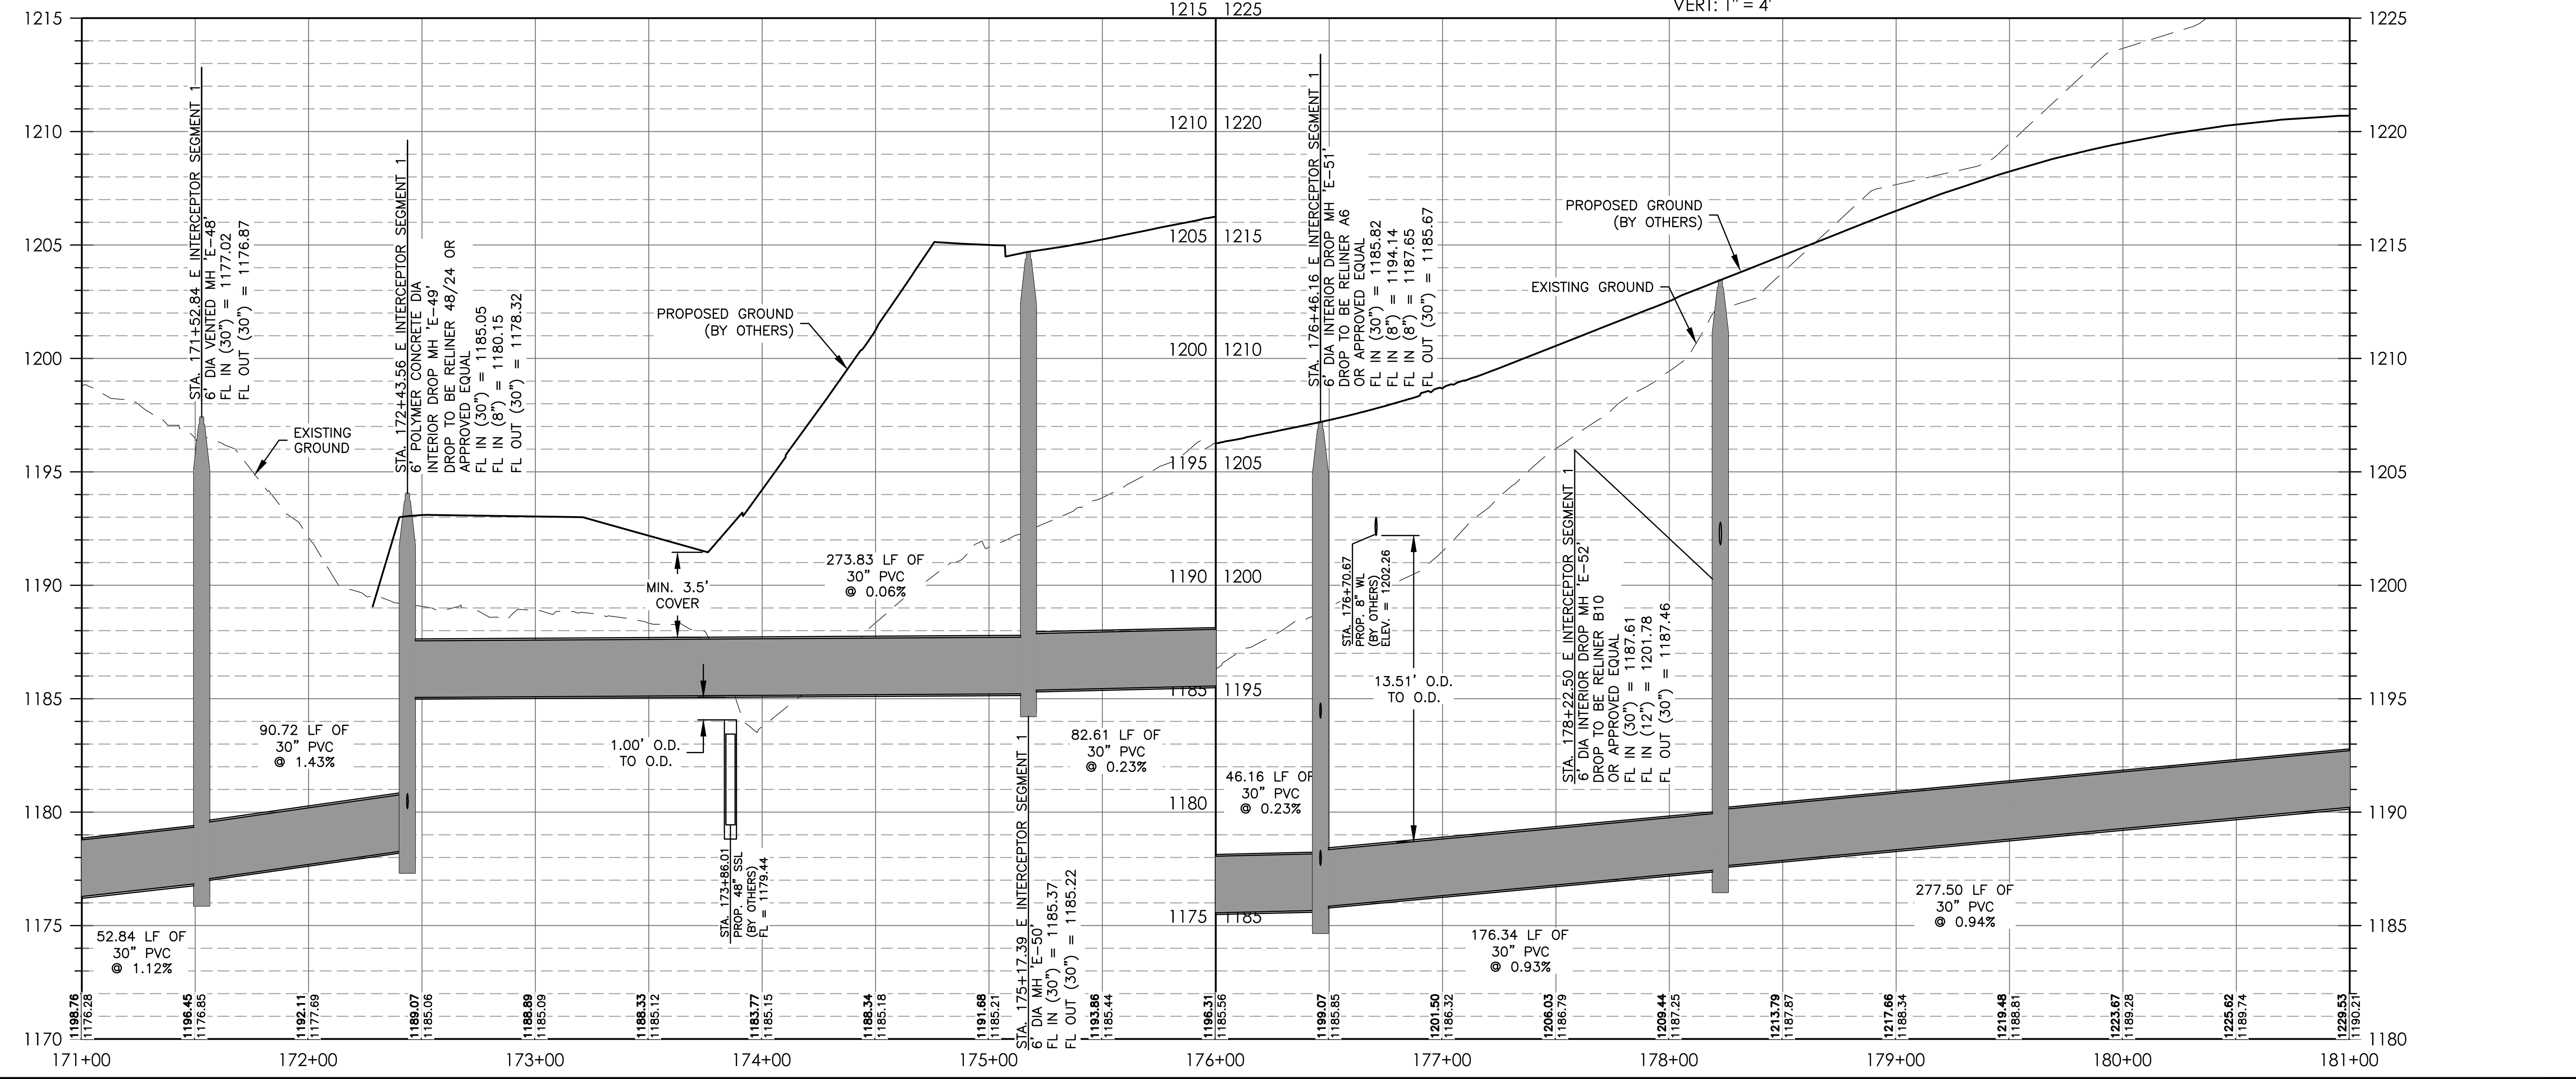 VERT: 1" = 4'
1215
1210
1205
1200
1195
1190
1185
1180
1175
1170
STA. 171+52.84 E INTERCEPTOR SEGMENT 1
6' DIA VENTED MH 'E-48'
FL IN (30") = 1177.02
FL OUT (30") = 1176.87
EXISTING
GROUND
STA. 172+43.56 E INTERCEPTOR SEGMENT 1
6' POLYMER CONCRETE DIA
INTERIOR DROP MH 'E-49'
DROP TO BE RELINER 48/24 OR
APPROVED EQUAL
FL IN (30") = 1185.05
FL IN (8") = 1180.15
FL OUT (30") = 1178.32
PROPOSED GROUND
(BY OTHERS)
MIN. 3.5'
COVER
273.83 LF OF
30" PVC
@ 0.06%
90.72 LF OF
30" PVC
@ 1.43%
52.84 LF OF
30" PVC
@ 1.12%
1.00' O.D.
TO O.D.
STA. 173+86.01
PROP. 48" SSL
(BY OTHERS)
FL = 1179.44
STA. 175+17.39 E INTERCEPTOR SEGMENT 1
6' DIA MH 'E-50'
FL IN (30") = 1185.37
FL OUT (30") = 1185.22
82.61 LF OF
30" PVC
@ 0.23%
1215 1225
1210 1220
1205 1215
1200 1210
1195 1205
1190 1200
1185 1195
1180
1175 1185
46.16 LF OF
30" PVC
@ 0.23%
STA. 176+46.16 E INTERCEPTOR SEGMENT 1
6' DIA INTERIOR DROP MH 'E-51'
DROP TO BE RELINER A6
OR APPROVED EQUAL
FL IN (30") = 1185.82
FL IN (8") = 1194.14
FL IN (8") = 1187.65
FL OUT (30") = 1185.67
STA. 176+70.67
PROP. 8" WL
(BY OTHERS)
ELEV. = 1202.26
13.51' O.D.
TO O.D.
PROPOSED GROUND
(BY OTHERS)
EXISTING GROUND
STA. 178+22.50 E INTERCEPTOR SEGMENT 1
6' DIA INTERIOR DROP MH 'E-52'
DROP TO BE RELINER B10
OR APPROVED EQUAL
FL IN (30") = 1187.61
FL IN (12") = 1201.78
FL OUT (30") = 1187.46
176.34 LF OF
30" PVC
@ 0.93%
277.50 LF OF
30" PVC
@ 0.94%
1225
1220
1215
1210
1205
1200
1195
1190
1185
1180
1198.76
1176.28
1196.45
1176.85
1192.11
1177.69
1189.07
1185.06
1188.89
1185.09
1188.33
1185.12
1183.77
1185.15
1188.34
1185.18
1191.88
1185.21
1193.86
1185.44
1196.31
1185.56
1199.07
1185.85
1201.50
1186.32
1206.03
1186.79
1209.44
1187.25
1213.79
1187.87
1217.66
1188.34
1219.48
1188.81
1223.67
1189.28
1225.62
1189.74
1229.53
1190.21
171+00
172+00
173+00
174+00
175+00
176+00
177+00
178+00
179+00
180+00
181+00